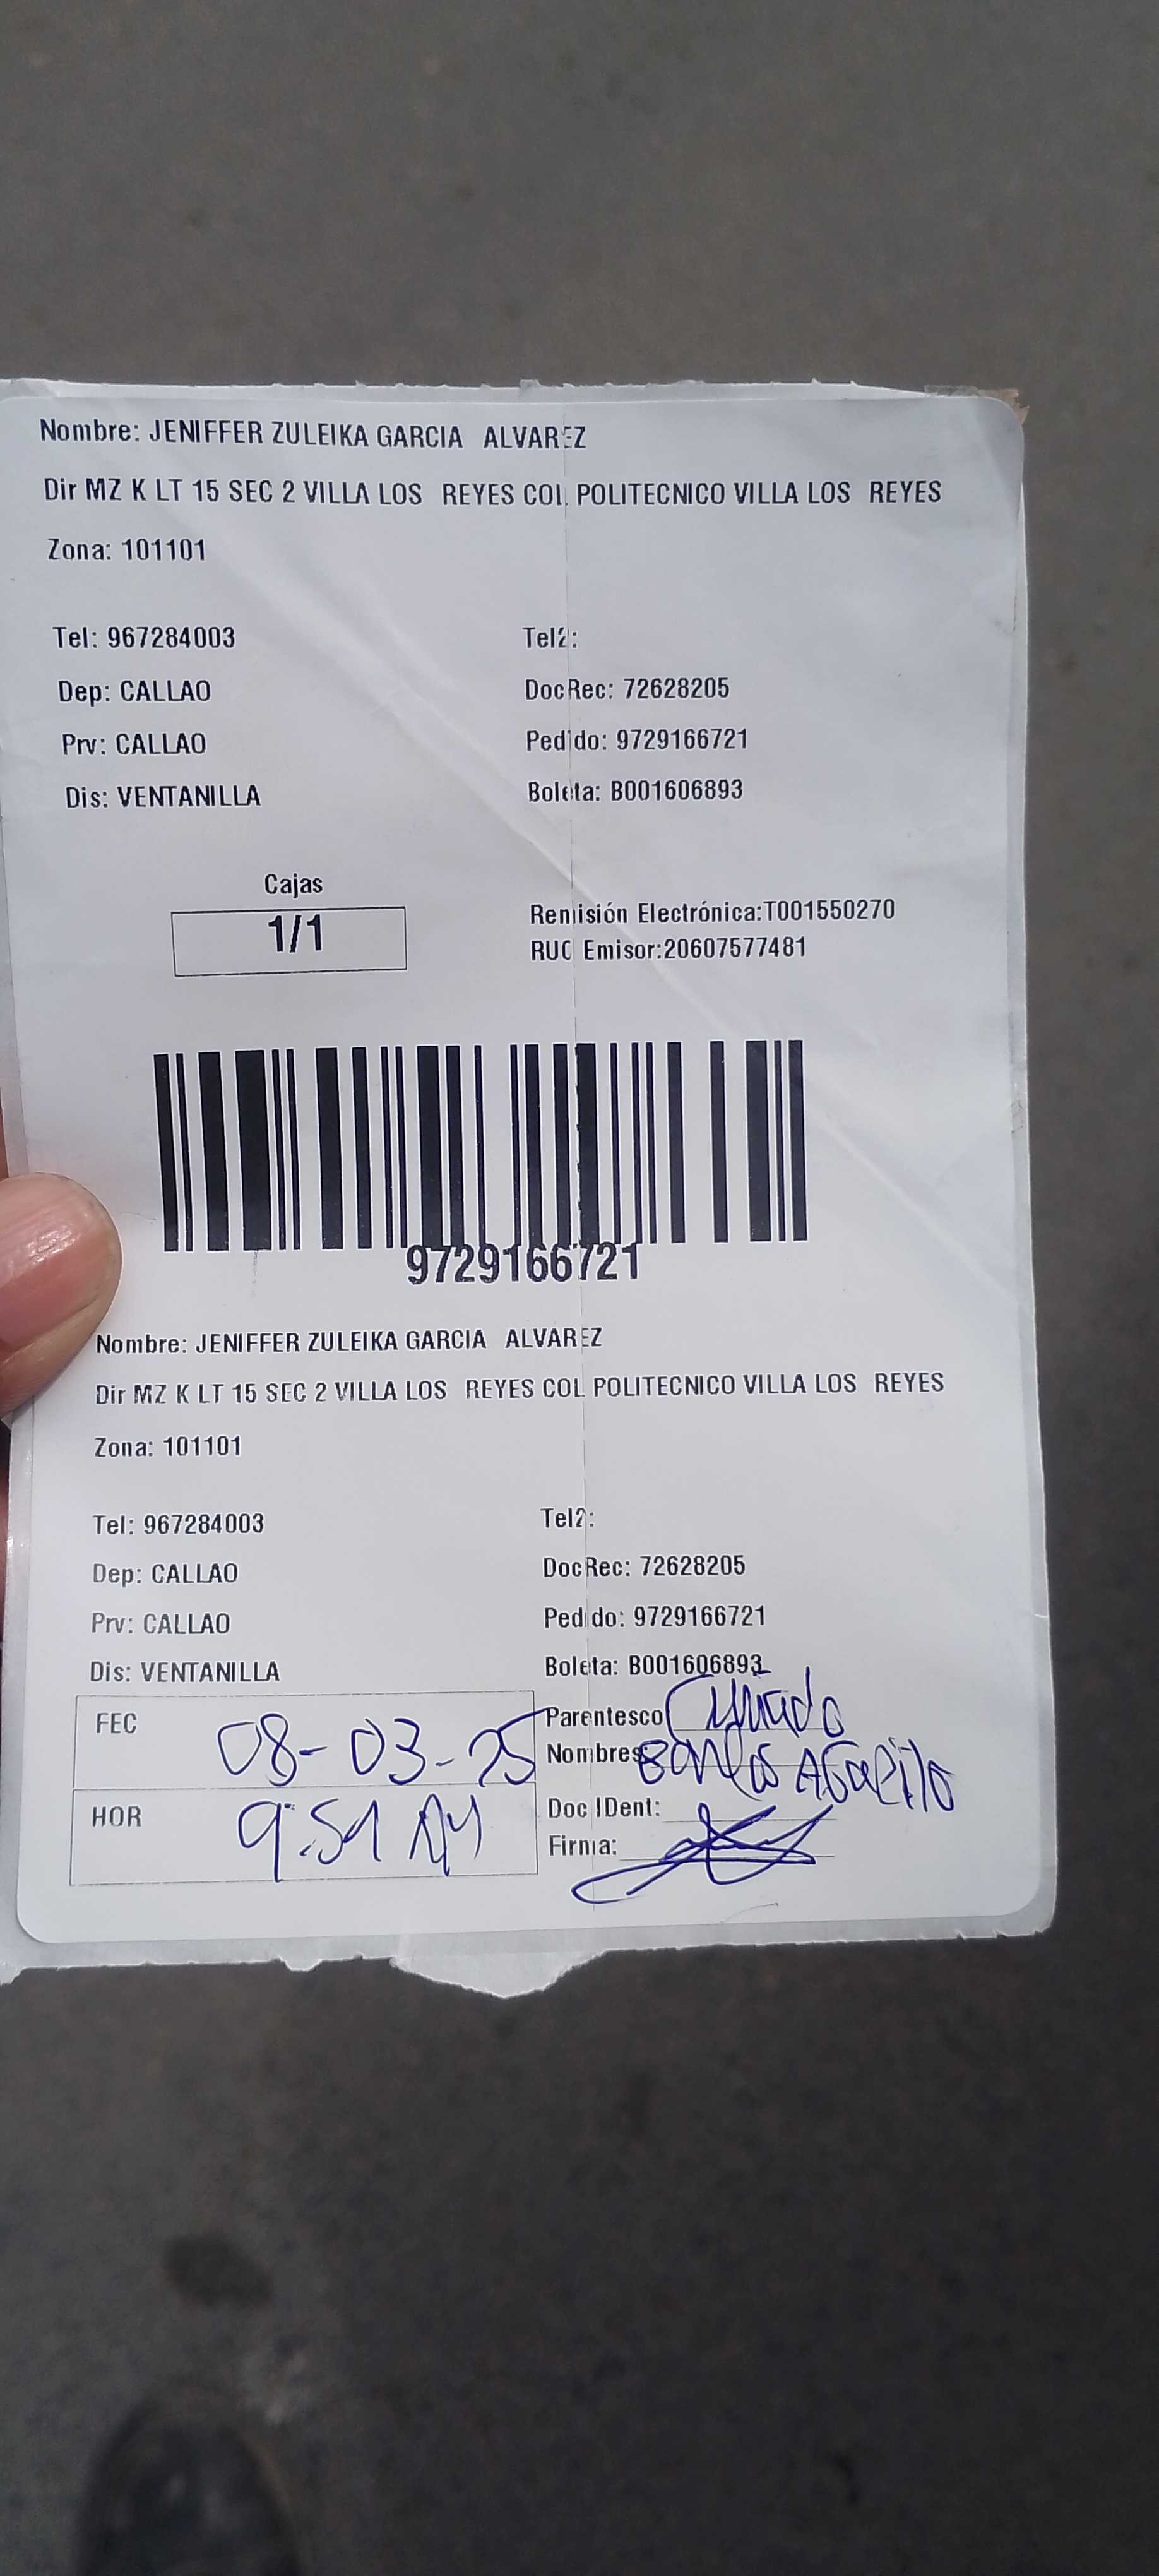 Nombre: JENIFFER ZULEIKA GARCIA ALVAREZ
Dir MZ K LT 15 SEC 2 VILLA LOS REYES COL POLITECNICO VILLA LOS REYES
Zona: 101101
Tel: 967284003 Tel2:
Dep: CALLAO DocRec: 72628205
Prv: CALLAO Pedido: 9729166721
Dis: VENTANILLA Boleta: B001606893
Cajas
1/1
Remisión Electrónica:T001550270
RUC Emisor:20607577481
9729166721
Nombre: JENIFFER ZULEIKA GARCIA ALVAREZ
Dir MZ K LT 15 SEC 2 VILLA LOS REYES COL POLITECNICO VILLA LOS REYES
Zona: 101101
Tel: 967284003 Tel2:
Dep: CALLAO DocRec: 72628205
Prv: CALLAO Pedido: 9729166721
Dis: VENTANILLA Boleta: B001606893
FEC 08-03-25 Parentesco
Nombres
HOR 9:51 AM Doc IDent:
Firma: